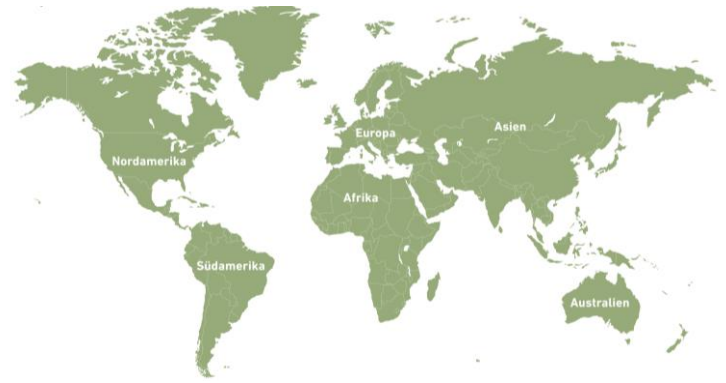 Europa
Asien
Nordamerika
Afrika
Südamerika
Australien